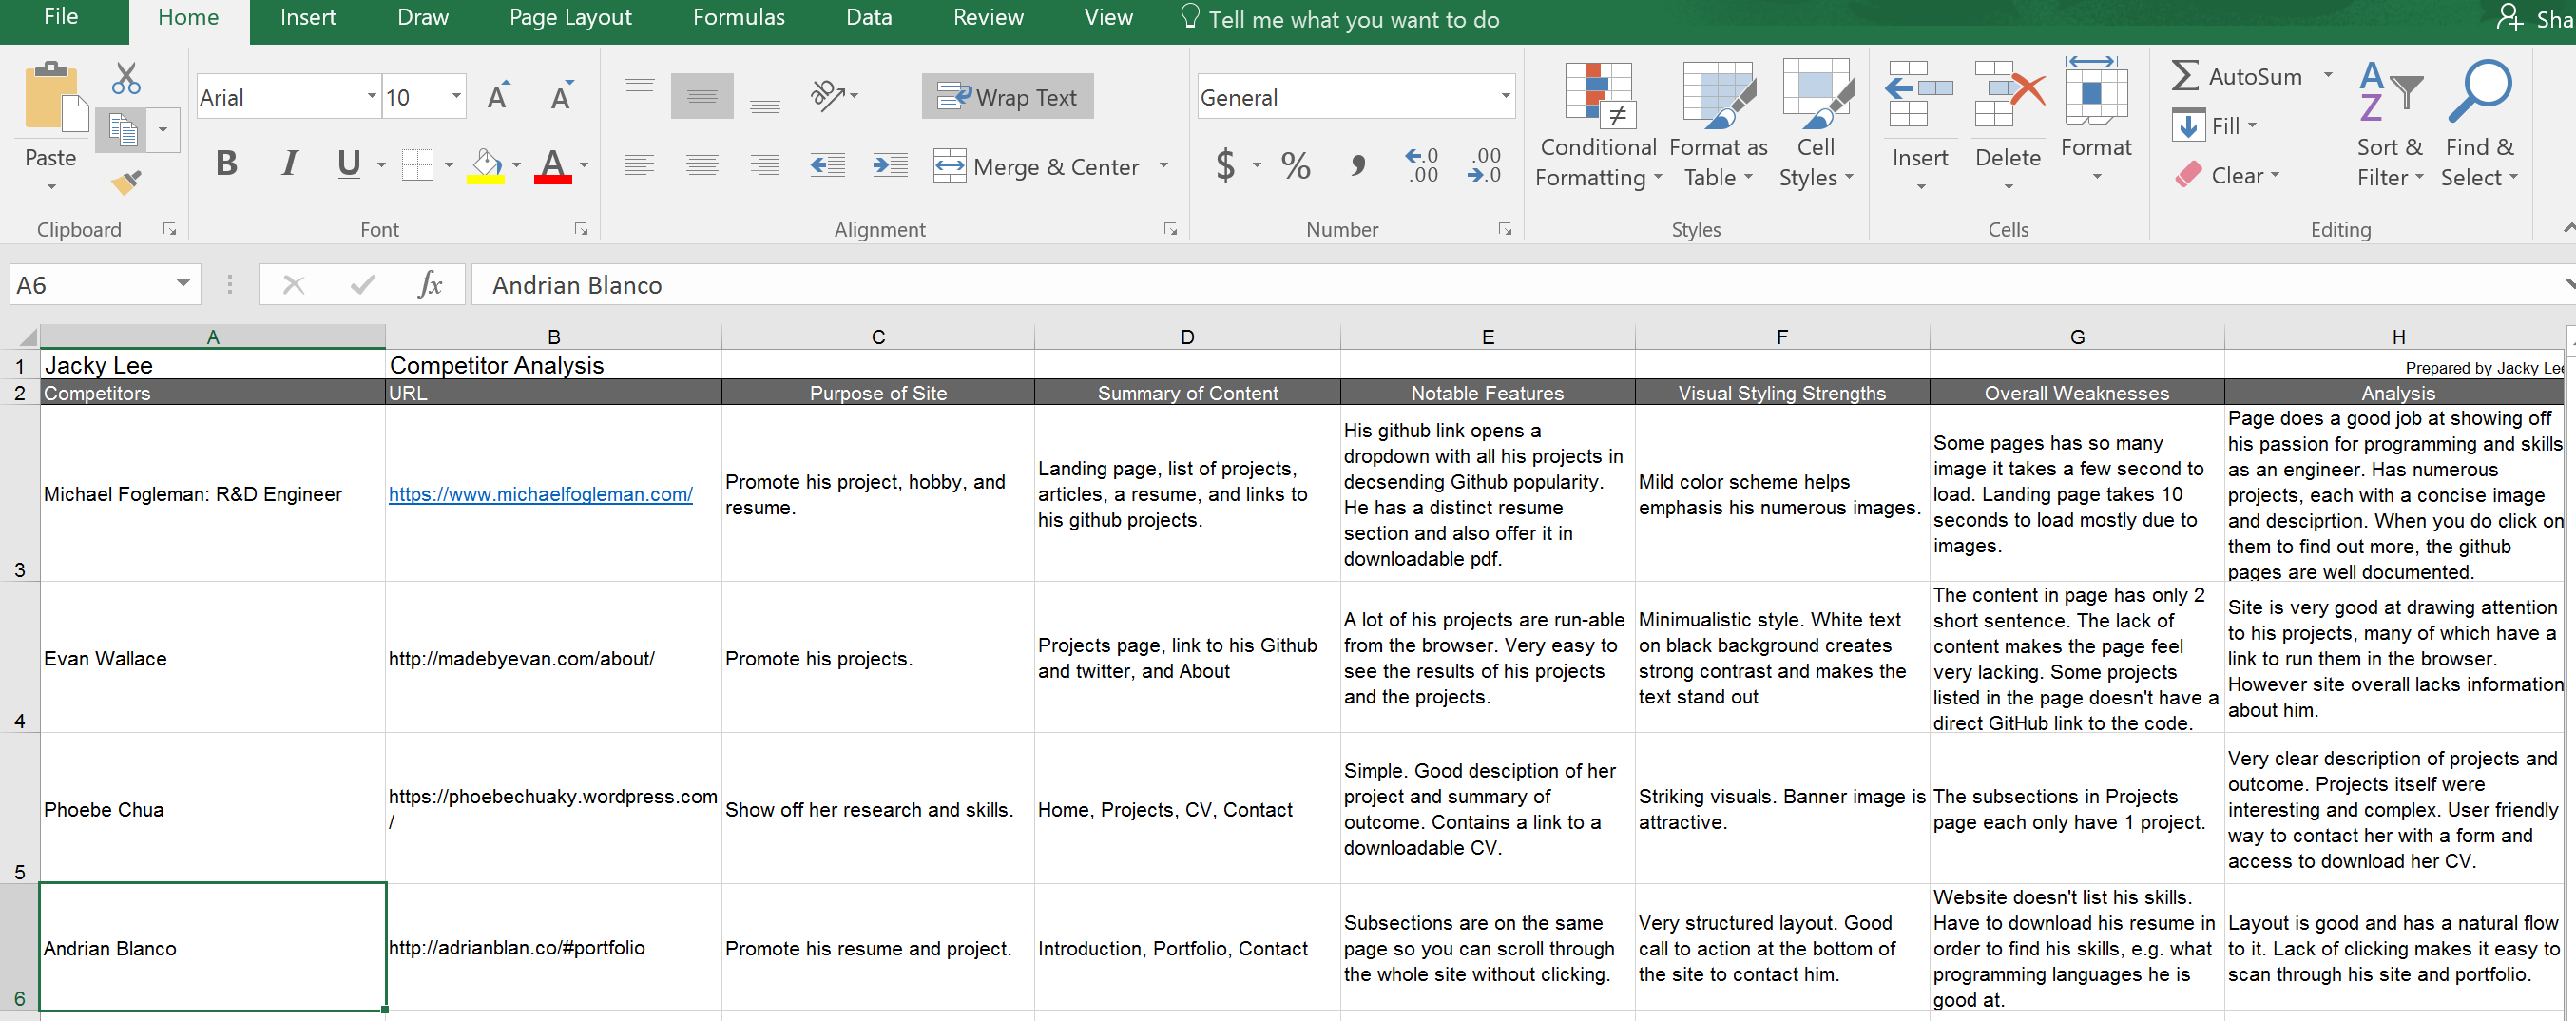 File Home Insert Draw Page Layout Formulas Data Review View Tell me what you want to do
Paste
Clipboard
Arial 10
B I U A A A
Font
ab Wrap Text
Merge & Center
Alignment
General
$ % , .0 .00 .00 .0
Number
Conditional Formatting
Format as Table
Cell Styles
Styles
Insert Delete Format
Cells
AutoSum
Fill
Clear
Sort & Filter
Find & Select
Editing
A6 fx Andrian Blanco
A B C D E F G H
1 Jacky Lee Competitor Analysis Prepared by Jacky Lee
2 Competitors URL Purpose of Site Summary of Content Notable Features Visual Styling Strengths Overall Weaknesses Analysis
3
Michael Fogleman: R&D Engineer
https://www.michaelfogleman.com/
Promote his project, hobby, and
resume.
Landing page, list of projects,
articles, a resume, and links to
his github projects.
His github link opens a
dropdown with all his projects in
decsending Github popularity.
He has a distinct resume
section and also offer it in
downloadable pdf.
Mild color scheme helps
emphasis his numerous images.
Some pages has so many
image it takes a few second to
load. Landing page takes 10
seconds to load mostly due to
images.
Page does a good job at showing off
his passion for programming and skills
as an engineer. Has numerous
projects, each with a concise image
and desciprtion. When you do click on
them to find out more, the github
pages are well documented.
4
Evan Wallace
http://madebyevan.com/about/
Promote his projects.
Projects page, link to his Github
and twitter, and About
A lot of his projects are run-able
from the browser. Very easy to
see the results of his projects
and the projects.
Minimualistic style. White text
on black background creates
strong contrast and makes the
text stand out
The content in page has only 2
short sentence. The lack of
content makes the page feel
very lacking. Some projects
listed in the page doesn't have a
direct GitHub link to the code.
Site is very good at drawing attention
to his projects, many of which have a
link to run them in the browser.
However site overall lacks information
about him.
5
Phoebe Chua
https://phoebechuaky.wordpress.com
/
Show off her research and skills.
Home, Projects, CV, Contact
Simple. Good desciption of her
project and summary of
outcome. Contains a link to a
downloadable CV.
Striking visuals. Banner image is
attractive.
The subsections in Projects
page each only have 1 project.
Very clear description of projects and
outcome. Projects itself were
interesting and complex. User friendly
way to contact her with a form and
access to download her CV.
6
Andrian Blanco
http://adrianblan.co/#portfolio
Promote his resume and project.
Introduction, Portfolio, Contact
Subsections are on the same
page so you can scroll through
the whole site without clicking.
Very structured layout. Good
call to action at the bottom of
the site to contact him.
Website doesn't list his skills.
Have to download his resume in
order to find his skills, e.g. what
programming languages he is
good at.
Layout is good and has a natural flow
to it. Lack of clicking makes it easy to
scan through his site and portfolio.